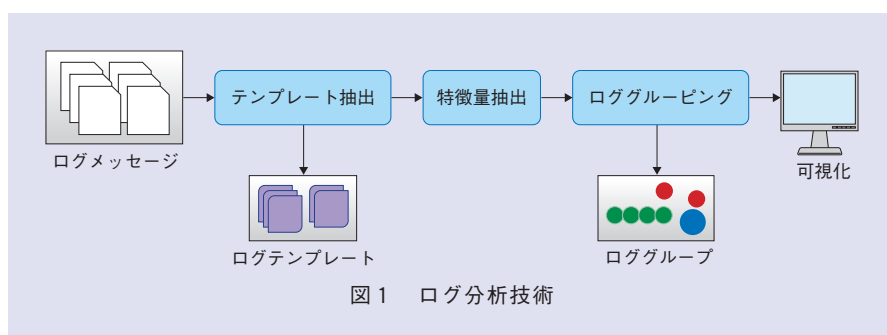 テンプレート抽出
特徴量抽出
ロググルーピング
ログメッセージ
可視化
ログテンプレート
ロググループ
図1 ログ分析技術